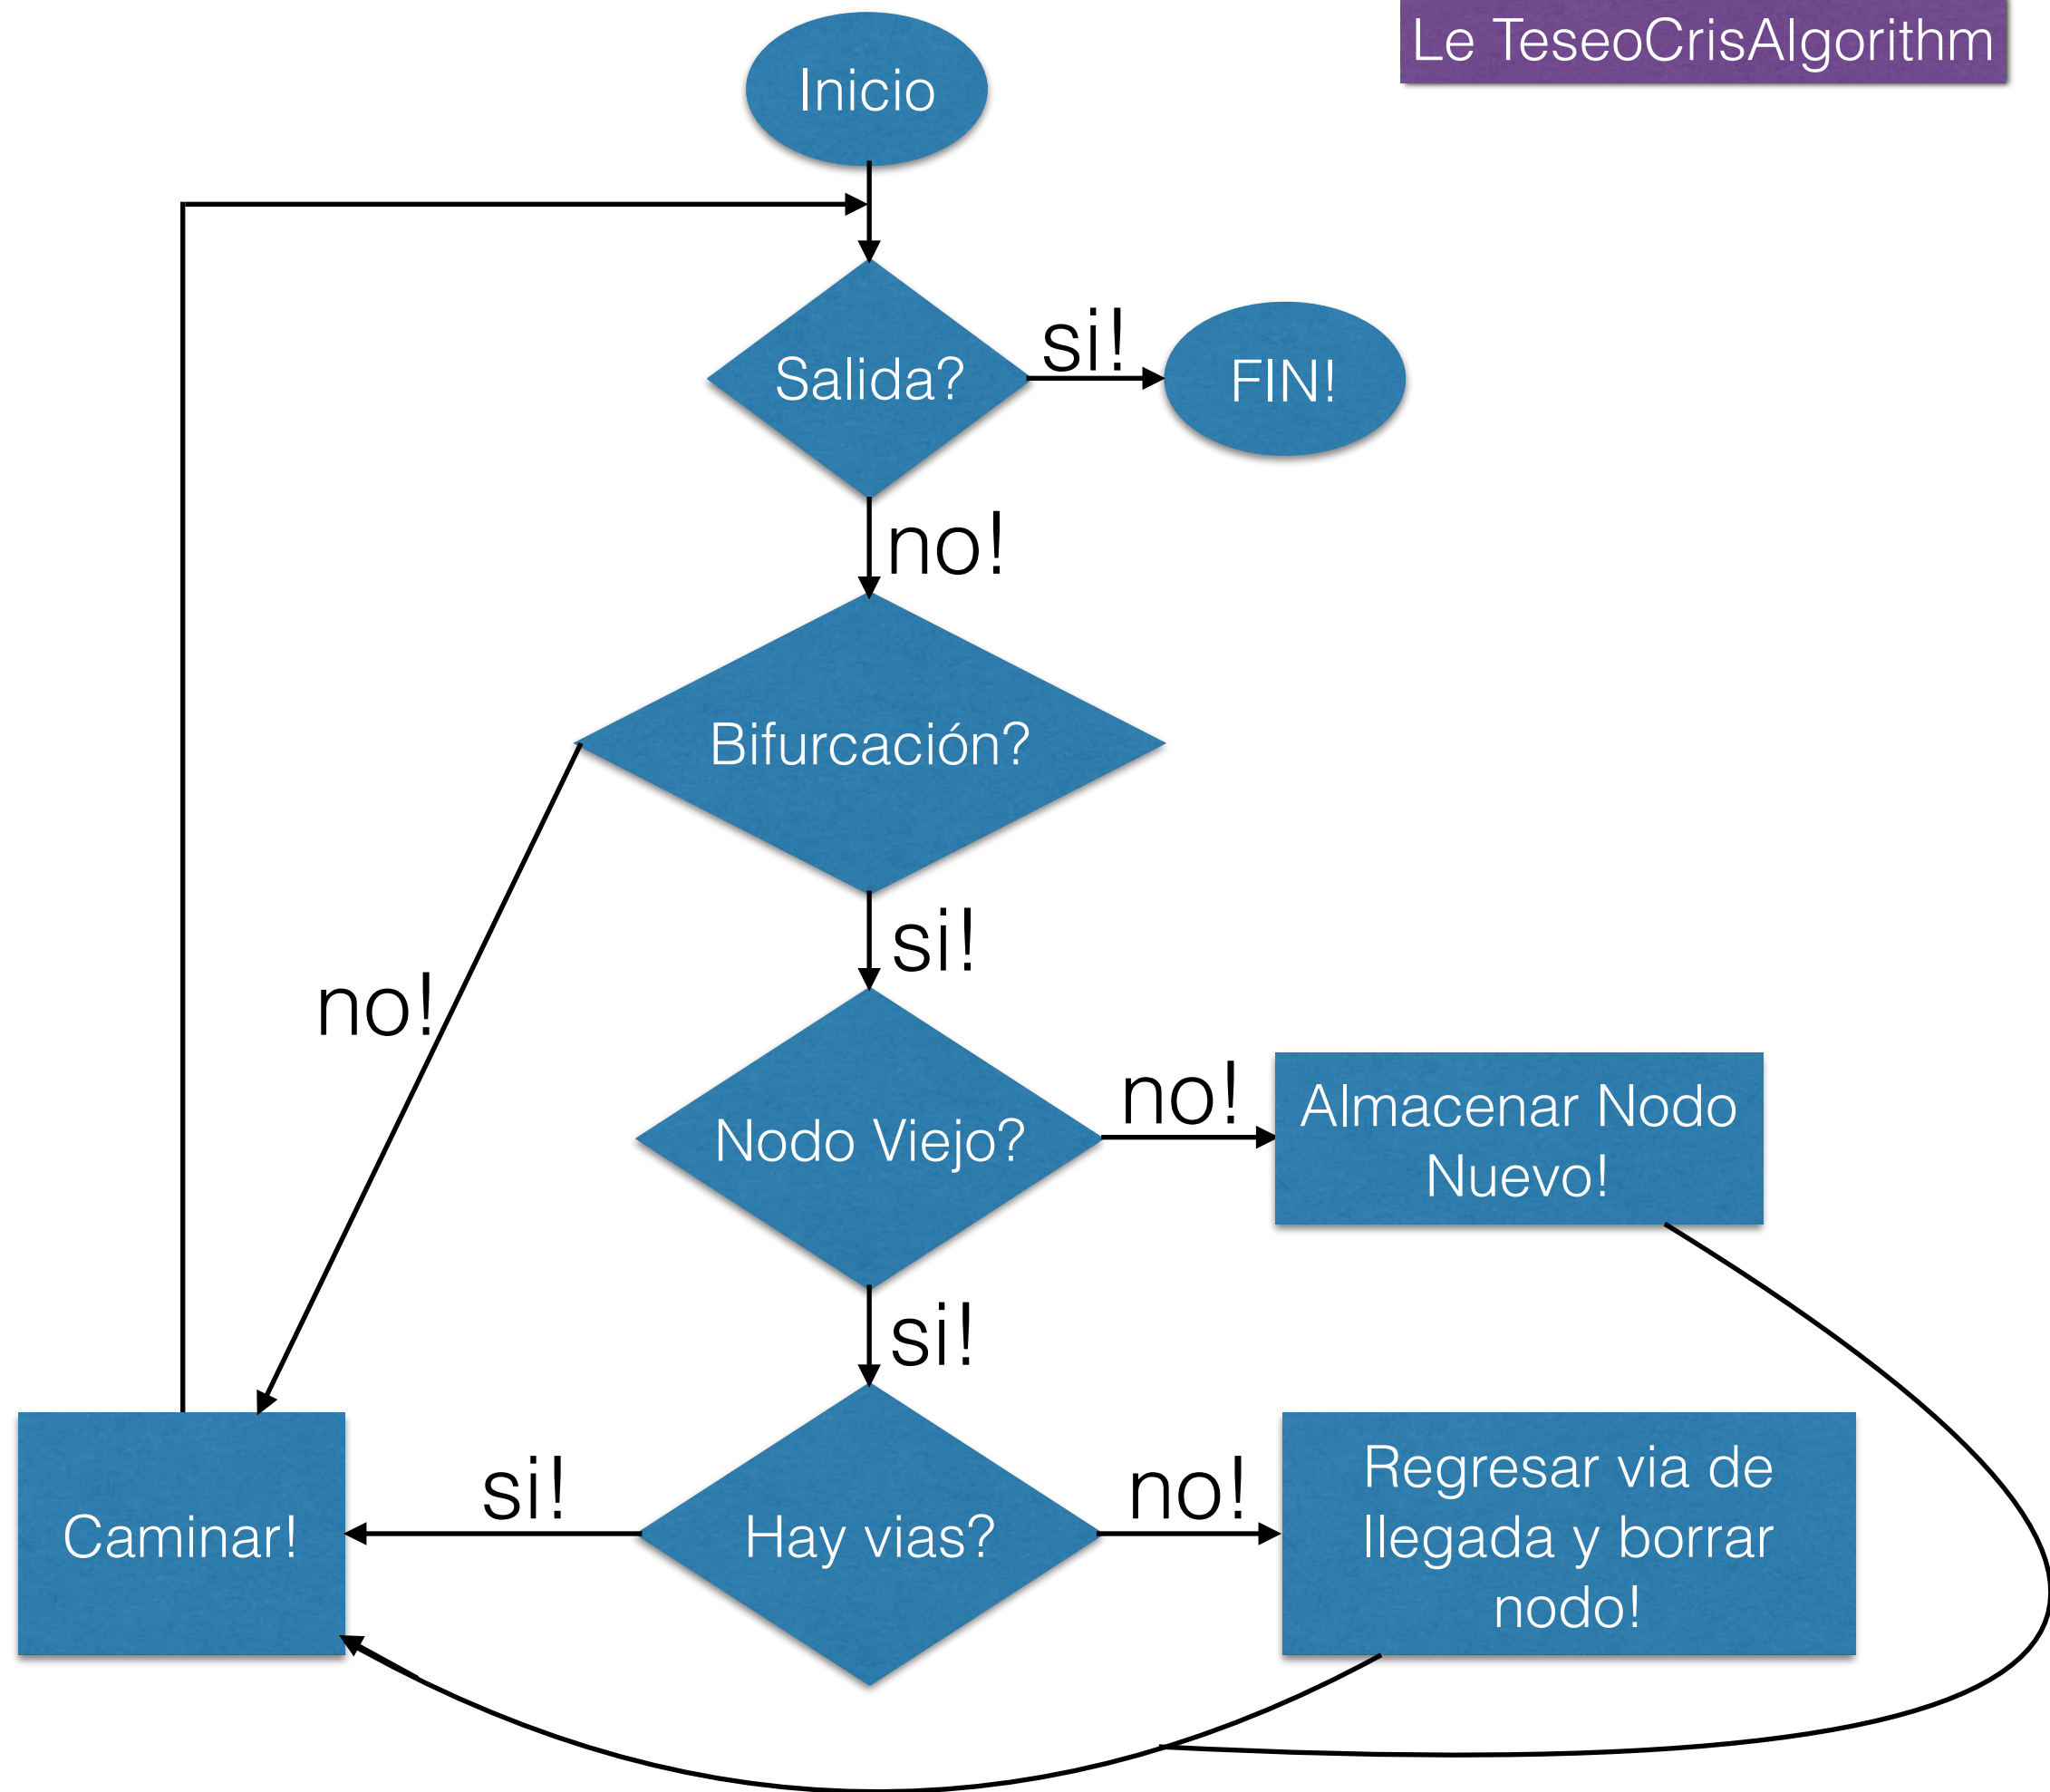 Le TeseoCrisAlgorithm
Inicio
Salida?
si!
FIN!
no!
Bifurcación?
si!
no!
Nodo Viejo?
no!
Almacenar Nodo
Nuevo!
si!
Caminar!
si!
Hay vias?
no!
Regresar via de
llegada y borrar
nodo!